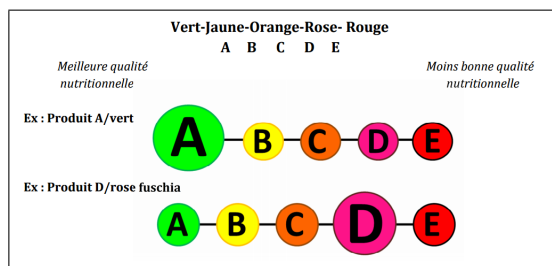 Vert-Jaune-Orange-Rose- Rouge
A B C D E
Meilleure qualité
nutritionnelle
Moins bonne qualité
nutritionnelle
Ex : Produit A/vert
A B C D E
Ex : Produit D/rose fuschia
A B C D E